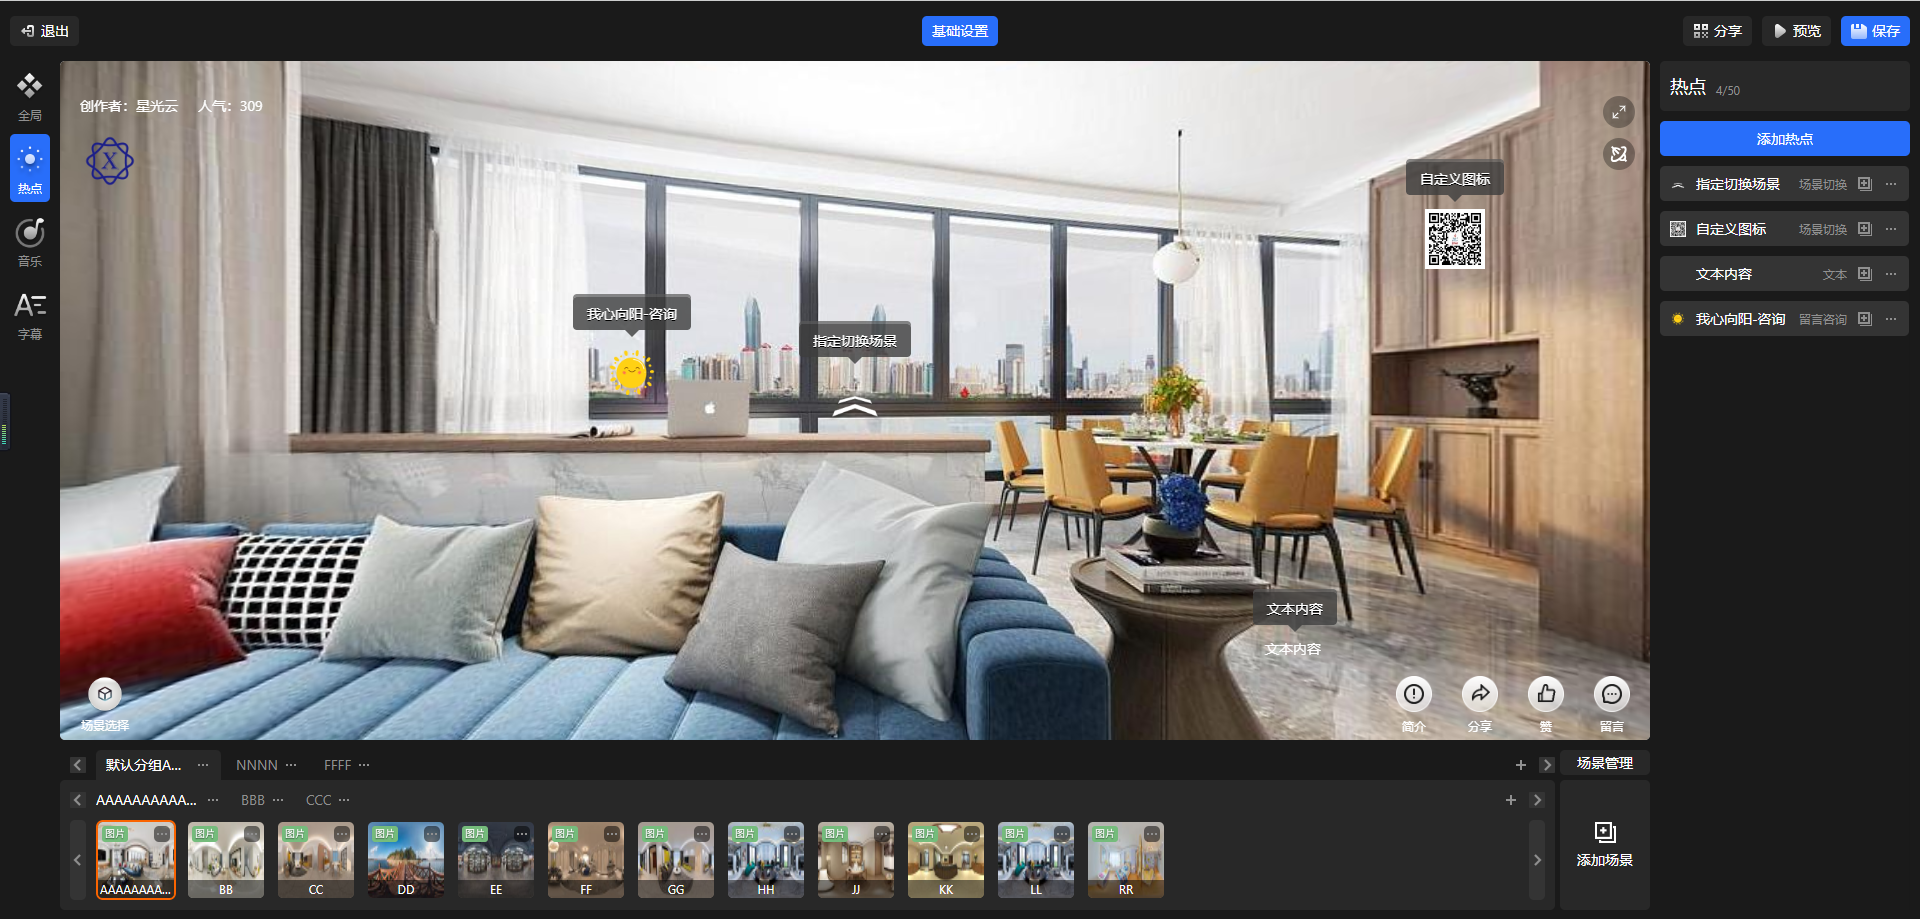 退出
基础设置
分享
预览
保存
全局
热点
音乐
字幕
创作者：星光云 人气：309
X
自定义图标
我心向阳-咨询
指定切换场景
文本内容
文本内容
场景选择
简介
分享
赞
留言
热点 4/50
添加热点
指定切换场景 场景切换 ...
自定义图标 场景切换 ...
文本内容 文本 ...
我心向阳-咨询 留言咨询 ...
默认分组A... ... NNNN ... FFFF ... +
场景管理
AAAAAAAAAAA... ... BBB ... CCC ... +
图片 图片 图片 图片 图片 图片 图片 图片 图片 图片 图片 图片
AAAAAAAA... BB CC DD EE FF GG HH JJ KK LL RR
添加场景